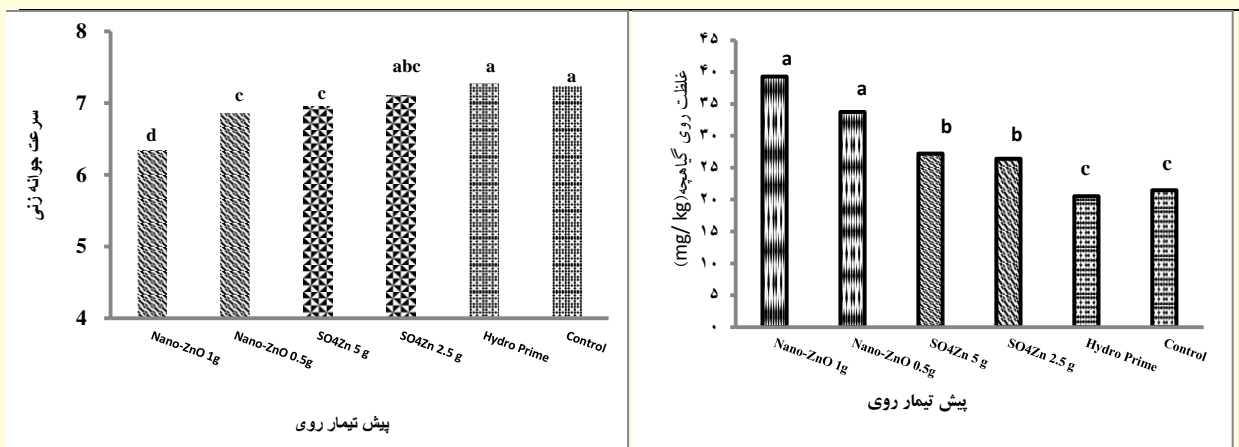 سرعت جوانه زنی
8
7
6
5
4
d
c
c
abc
a
a
Nano-ZnO 1g
Nano-ZnO 0.5g
SO4Zn 5 g
SO4Zn 2.5 g
Hydro Prime
Control
پیش تیمار روی
غلظت روی گیاهچه(mg/ kg)
۴۵
۴۰
۳۵
۳۰
۲۵
۲۰
۱۵
۱۰
۵
۰
a
a
b
b
c
c
Nano-ZnO 1g
Nano-ZnO 0.5g
SO4Zn 5 g
SO4Zn 2.5 g
Hydro Prime
Control
پیش تیمار روی